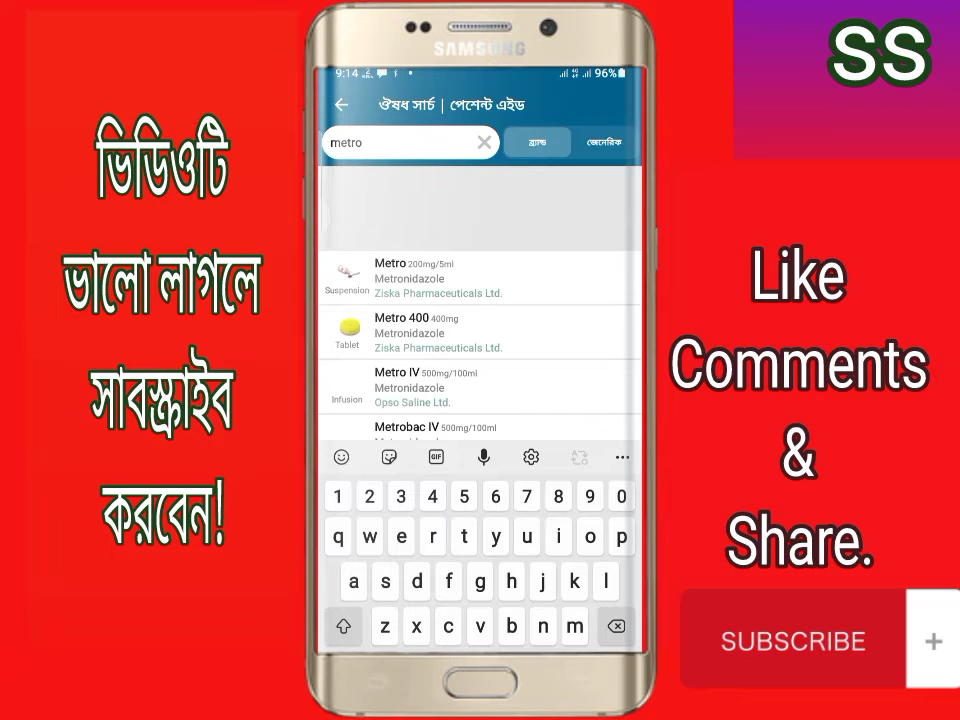 SS
ভিডিওটি
ভালো লাগলে
সাবস্ক্রাইব
করবেন!
SAMSUNG
9:14
96%
ঔষধ সার্চ | পেশেন্ট এইড
metro
ব্র্যান্ড
জেনেরিক
Metro 200mg/5ml
Metronidazole
Suspension
Ziska Pharmaceuticals Ltd.
Metro 400 400mg
Metronidazole
Tablet
Ziska Pharmaceuticals Ltd.
Metro IV 500mg/100ml
Metronidazole
Infusion
Opso Saline Ltd.
Metrobac IV 500mg/100ml
GIF
1 2 3 4 5 6 7 8 9 0
q w e r t y u i o p
a s d f g h j k l
z x c v b n m
Like
Comments
&
Share.
SUBSCRIBE +